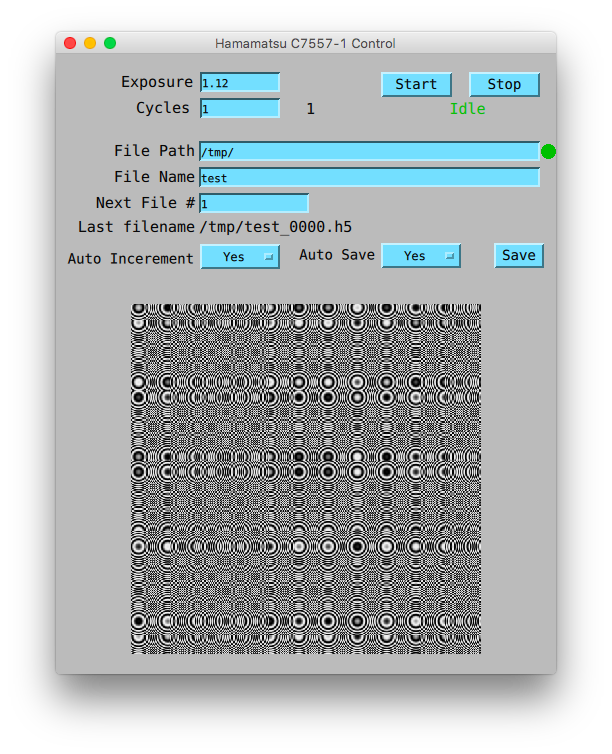 Hamamatsu C7557-1 Control
Exposure 1.12 Start Stop
Cycles 1 1 Idle
File Path /tmp/
File Name test
Next File # 1
Last filename /tmp/test_0000.h5
Auto Incerement Yes Auto Save Yes Save